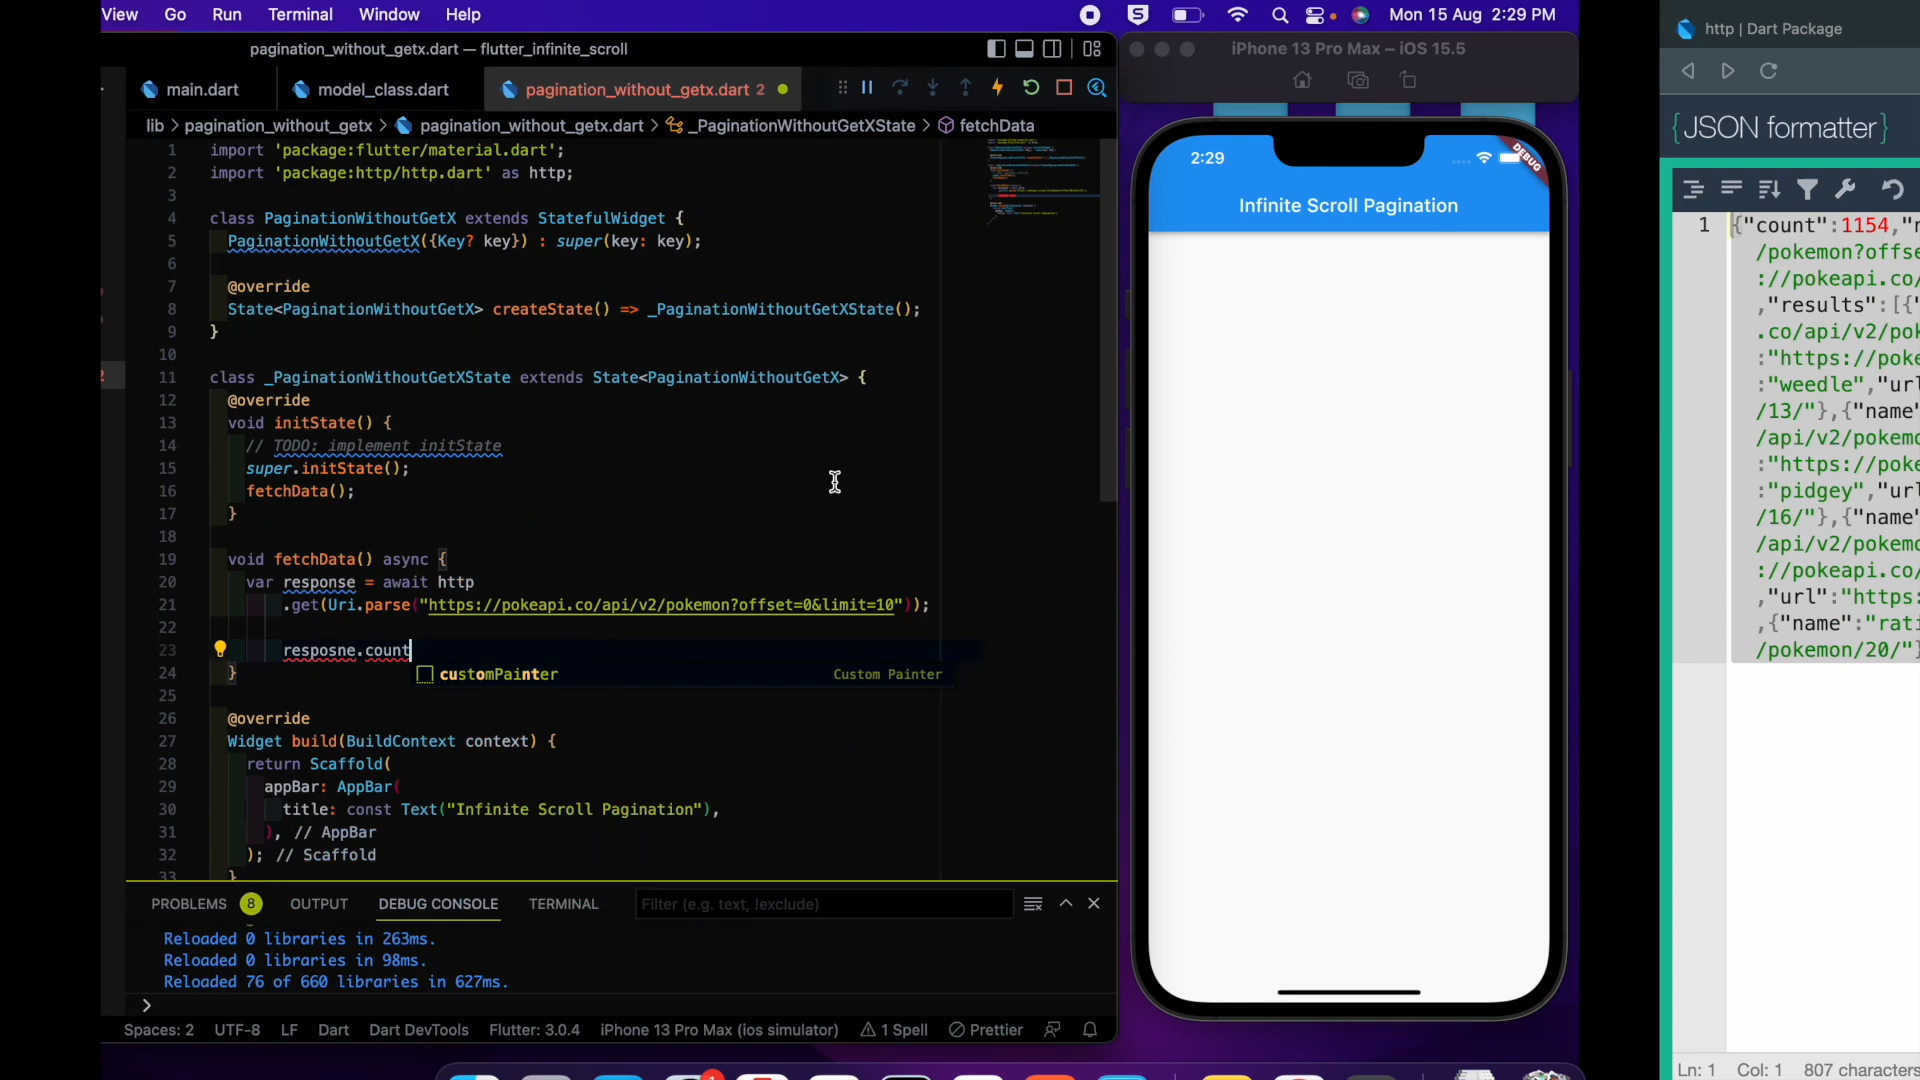 View Go Run Terminal Window Help
Mon 15 Aug 2:29 PM
pagination_without_getx.dart — flutter_infinite_scroll
main.dart model_class.dart pagination_without_getx.dart 2
lib > pagination_without_getx > pagination_without_getx.dart > _PaginationWithoutGetXState > fetchData
1 import 'package:flutter/material.dart';
2 import 'package:http/http.dart' as http;
3
4 class PaginationWithoutGetX extends StatefulWidget {
5 PaginationWithoutGetX({Key? key}) : super(key: key);
6
7 @override
8 State<PaginationWithoutGetX> createState() => _PaginationWithoutGetXState();
9 }
10
11 class _PaginationWithoutGetXState extends State<PaginationWithoutGetX> {
12 @override
13 void initState() {
14 // TODO: implement initState
15 super.initState();
16 fetchData();
17 }
18
19 void fetchData() async {
20 var response = await http
21 .get(Uri.parse("https://pokeapi.co/api/v2/pokemon?offset=0&limit=10"));
22
23 resposne.count
customPainter Custom Painter
24 }
25
26 @override
27 Widget build(BuildContext context) {
28 return Scaffold(
29 appBar: AppBar(
30 title: const Text("Infinite Scroll Pagination"),
31 ), // AppBar
32 ); // Scaffold
33 }
PROBLEMS 8 OUTPUT DEBUG CONSOLE TERMINAL Filter (e.g. text, !exclude)
Reloaded 0 libraries in 263ms.
Reloaded 0 libraries in 98ms.
Reloaded 76 of 660 libraries in 627ms.
>
Spaces: 2 UTF-8 LF Dart Dart DevTools Flutter: 3.0.4 iPhone 13 Pro Max (ios simulator) 1 Spell Prettier
iPhone 13 Pro Max – iOS 15.5
2:29
DEBUG
Infinite Scroll Pagination
http | Dart Package
{JSON formatter}
1 {"count":1154,"n
/pokemon?offse
://pokeapi.co/
,"results":[{"
.co/api/v2/pok
:"https://poke
:"weedle","url
/13/"},{"name"
/api/v2/pokemo
:"https://poke
:"pidgey","url
/16/"},{"name"
/api/v2/pokemo
://pokeapi.co/
,"url":"https:
,{"name":"rati
/pokemon/20/"}
Ln: 1 Col: 1 807 characters